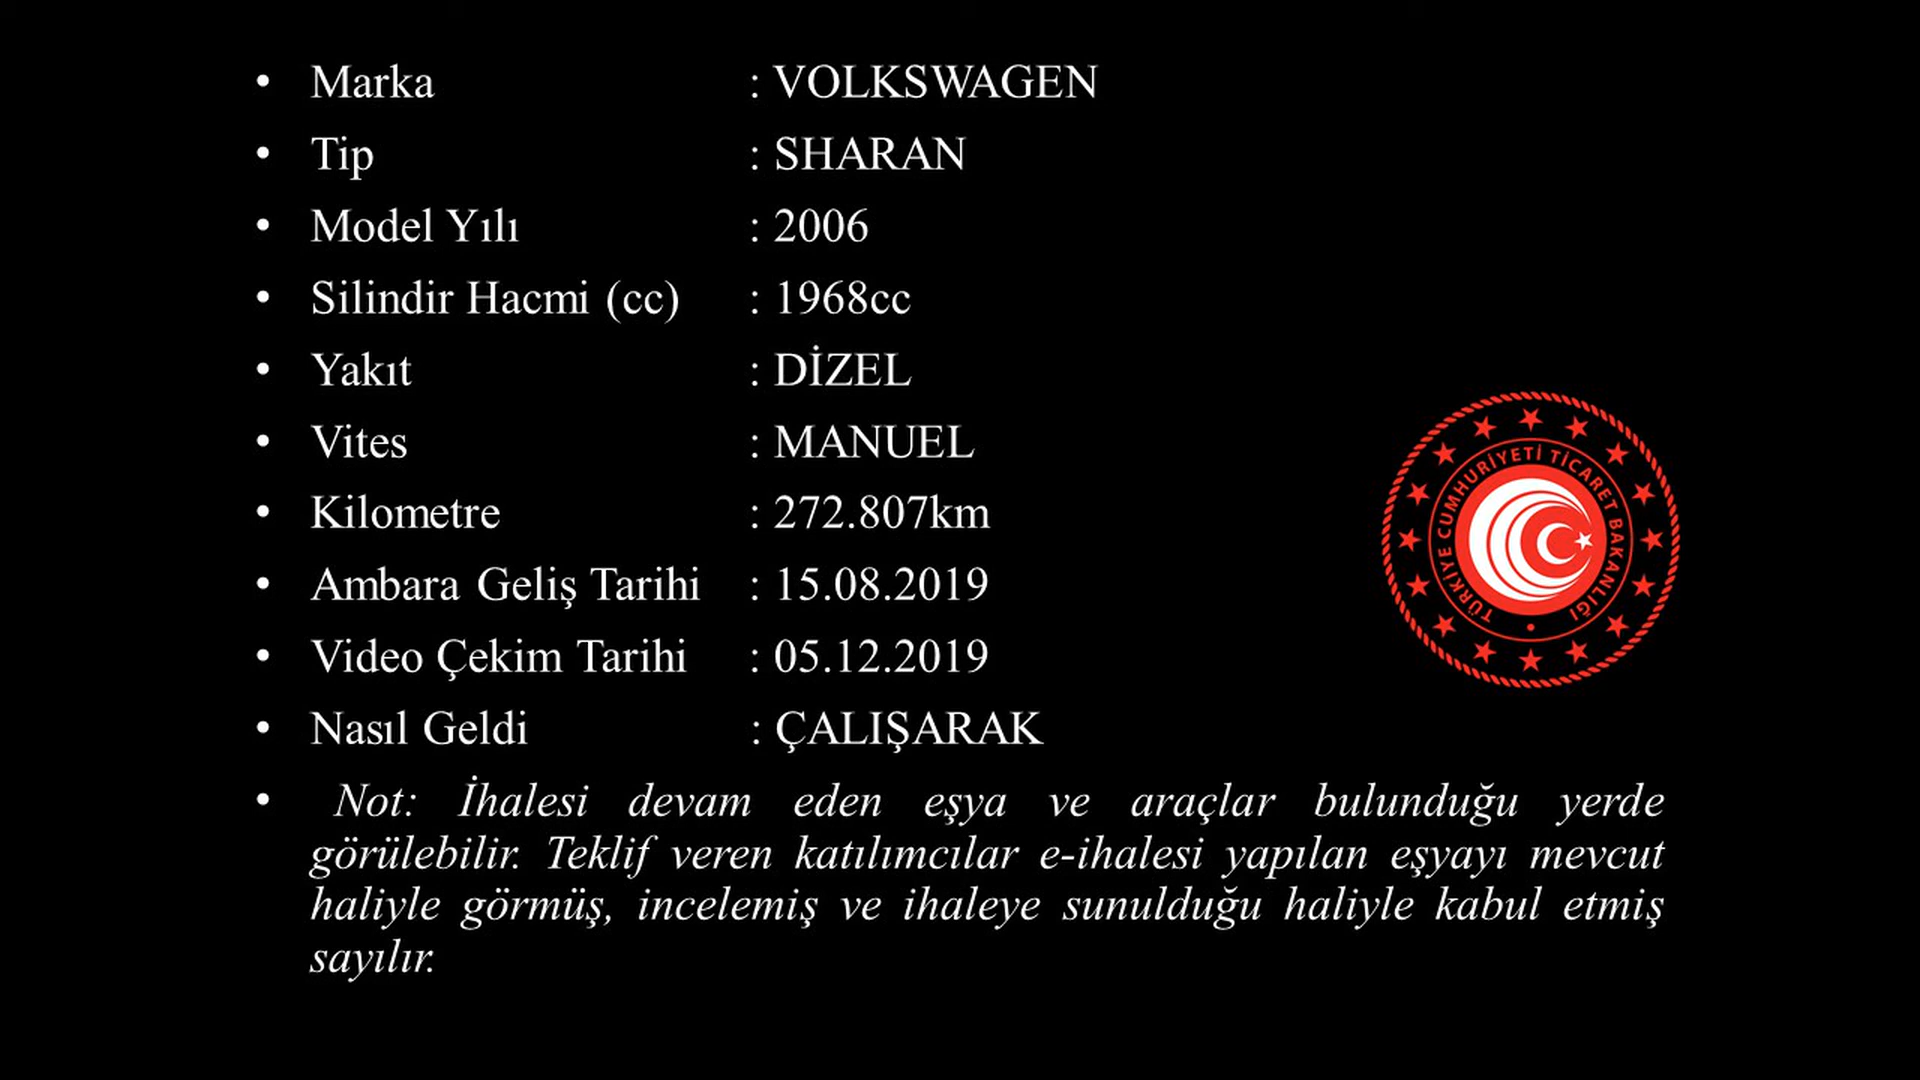 • Marka : VOLKSWAGEN
• Tip : SHARAN
• Model Yılı : 2006
• Silindir Hacmi (cc) : 1968cc
• Yakıt : DİZEL
• Vites : MANUEL
• Kilometre : 272.807km
• Ambara Geliş Tarihi : 15.08.2019
• Video Çekim Tarihi : 05.12.2019
• Nasıl Geldi : ÇALIŞARAK
• Not: İhalesi devam eden eşya ve araçlar bulunduğu yerde
görülebilir. Teklif veren katılımcılar e-ihalesi yapılan eşyayı mevcut
haliyle görmüş, incelemiş ve ihaleye sunulduğu haliyle kabul etmiş
sayılır.
TÜRKİYE CUMHURİYETİ TİCARET BAKANLIĞI